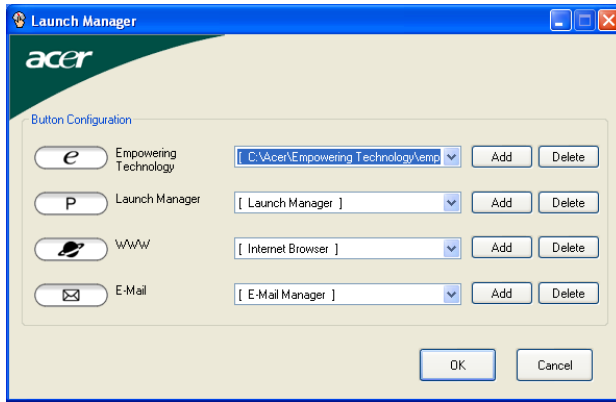 Launch Manager
acer
Button Configuration
e Empowering Technology [ C:\Acer\Empowering Technology\emp Add Delete
P Launch Manager [ Launch Manager ] Add Delete
WWW [ Internet Browser ] Add Delete
E-Mail [ E-Mail Manager ] Add Delete
OK Cancel